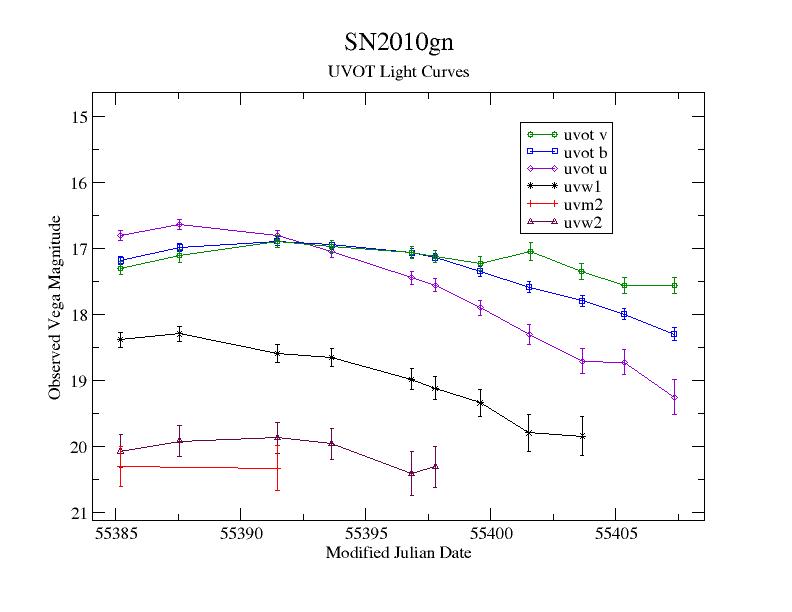 SN2010gn
UVOT Light Curves
Observed Vega Magnitude
15
16
17
18
19
20
21
uvot v
uvot b
uvot u
uvw1
uvm2
uvw2
55385 55390 55395 55400 55405
Modified Julian Date